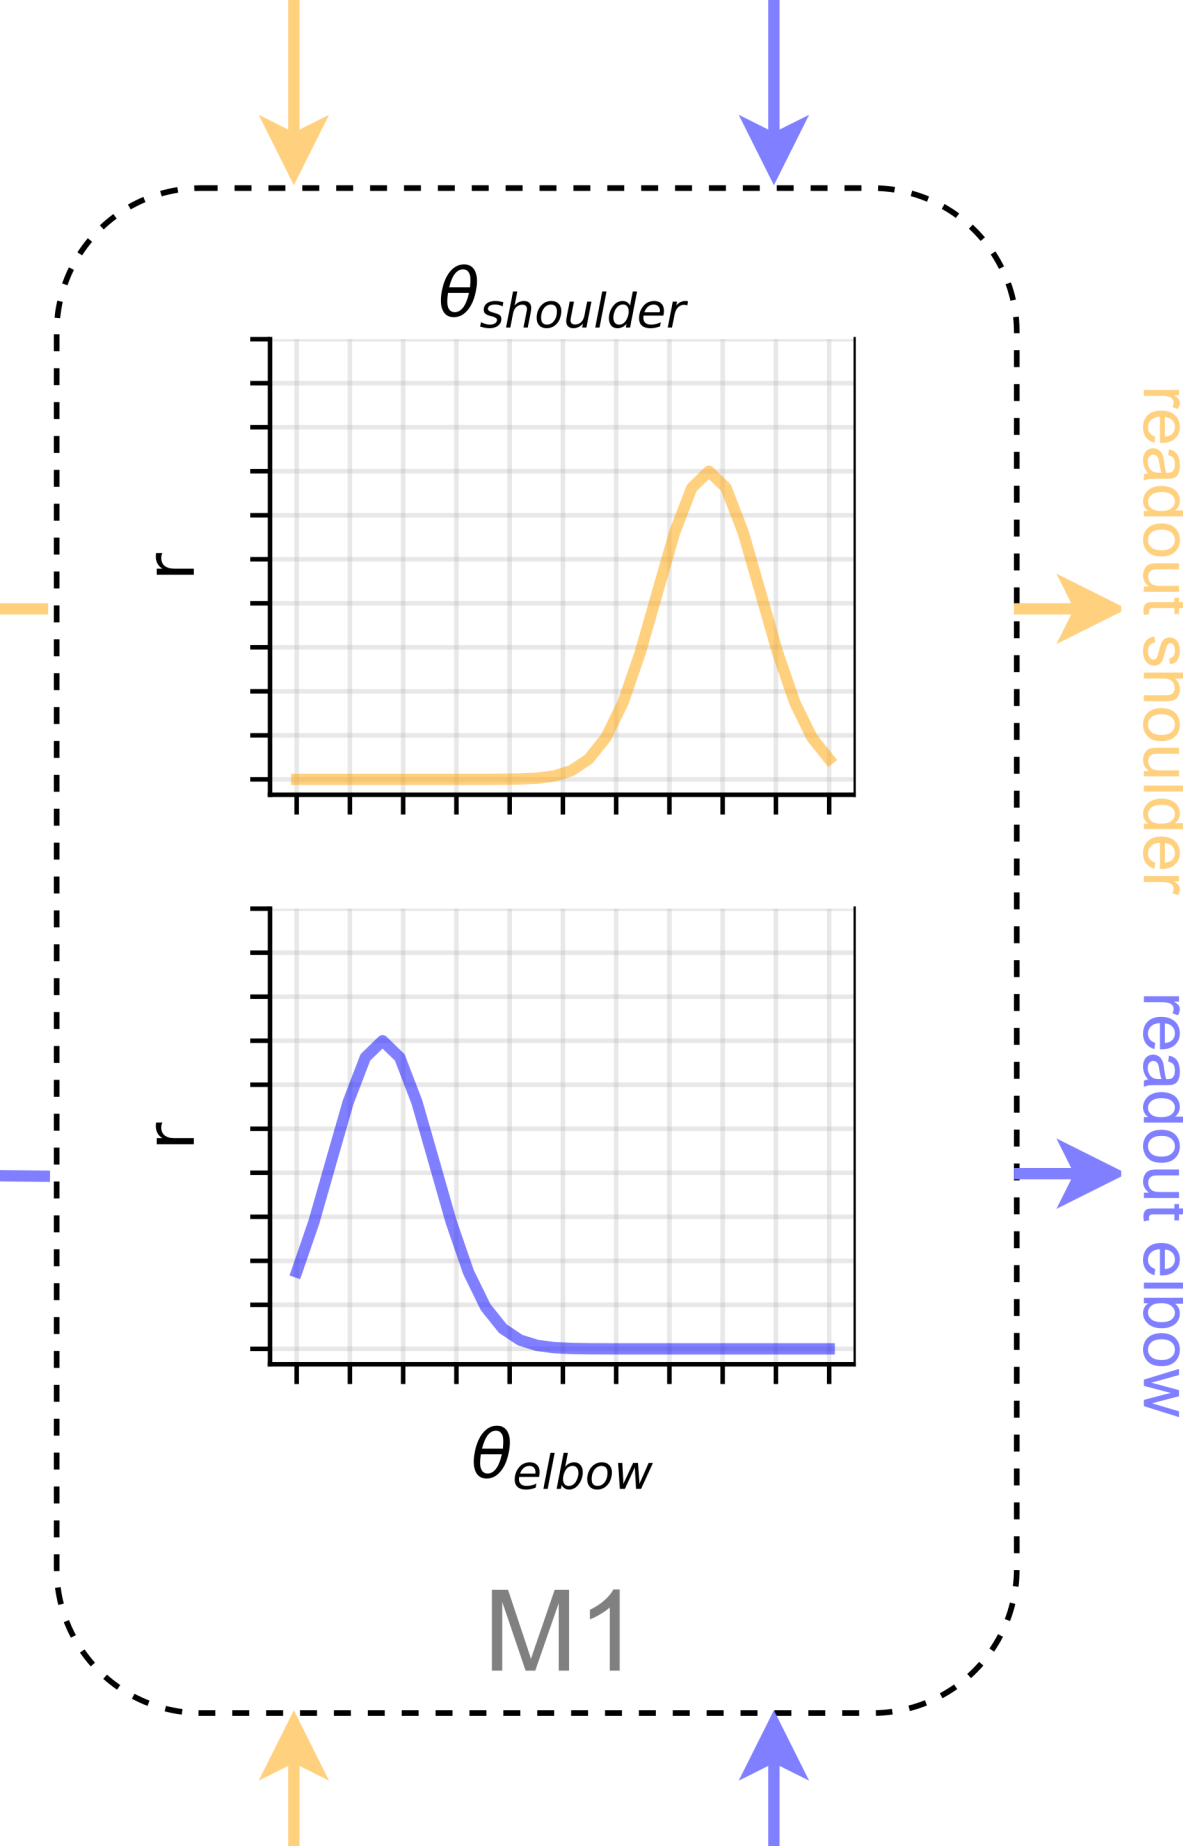 θshoulder
r
r
θelbow
M1
readout shoulder
readout elbow